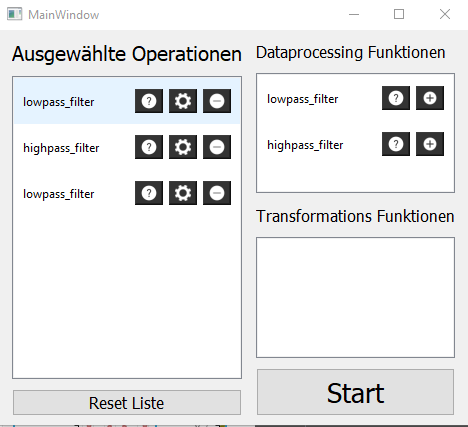 MainWindow
Ausgewählte Operationen
lowpass_filter
highpass_filter
lowpass_filter
Reset Liste
Dataprocessing Funktionen
lowpass_filter
highpass_filter
Transformations Funktionen
Start